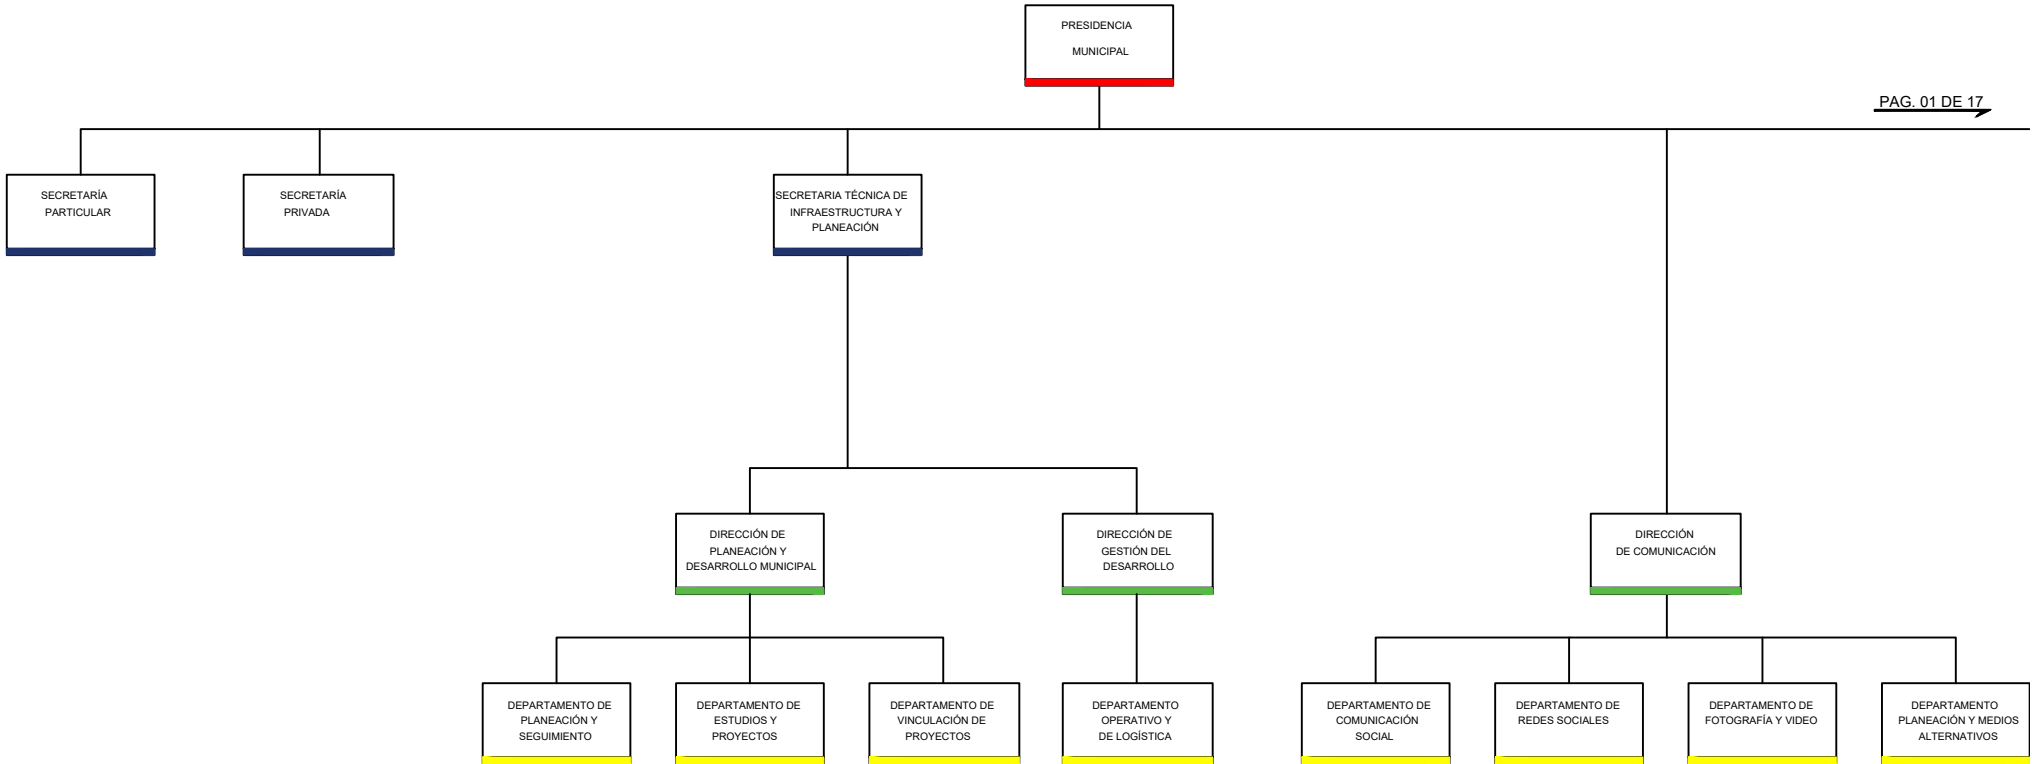 PRESIDENCIA
MUNICIPAL
PAG. 01 DE 17
SECRETARÍA
PARTICULAR
SECRETARÍA
PRIVADA
SECRETARIA TÉCNICA DE
INFRAESTRUCTURA Y
PLANEACIÓN
DIRECCIÓN DE
PLANEACIÓN Y
DESARROLLO MUNICIPAL
DIRECCIÓN DE
GESTIÓN DEL
DESARROLLO
DIRECCIÓN
DE COMUNICACIÓN
DEPARTAMENTO DE
PLANEACIÓN Y
SEGUIMIENTO
DEPARTAMENTO DE
ESTUDIOS Y
PROYECTOS
DEPARTAMENTO DE
VINCULACIÓN DE
PROYECTOS
DEPARTAMENTO
OPERATIVO Y
DE LOGÍSTICA
DEPARTAMENTO DE
COMUNICACIÓN
SOCIAL
DEPARTAMENTO DE
REDES SOCIALES
DEPARTAMENTO DE
FOTOGRAFÍA Y VIDEO
DEPARTAMENTO
PLANEACIÓN Y MEDIOS
ALTERNATIVOS